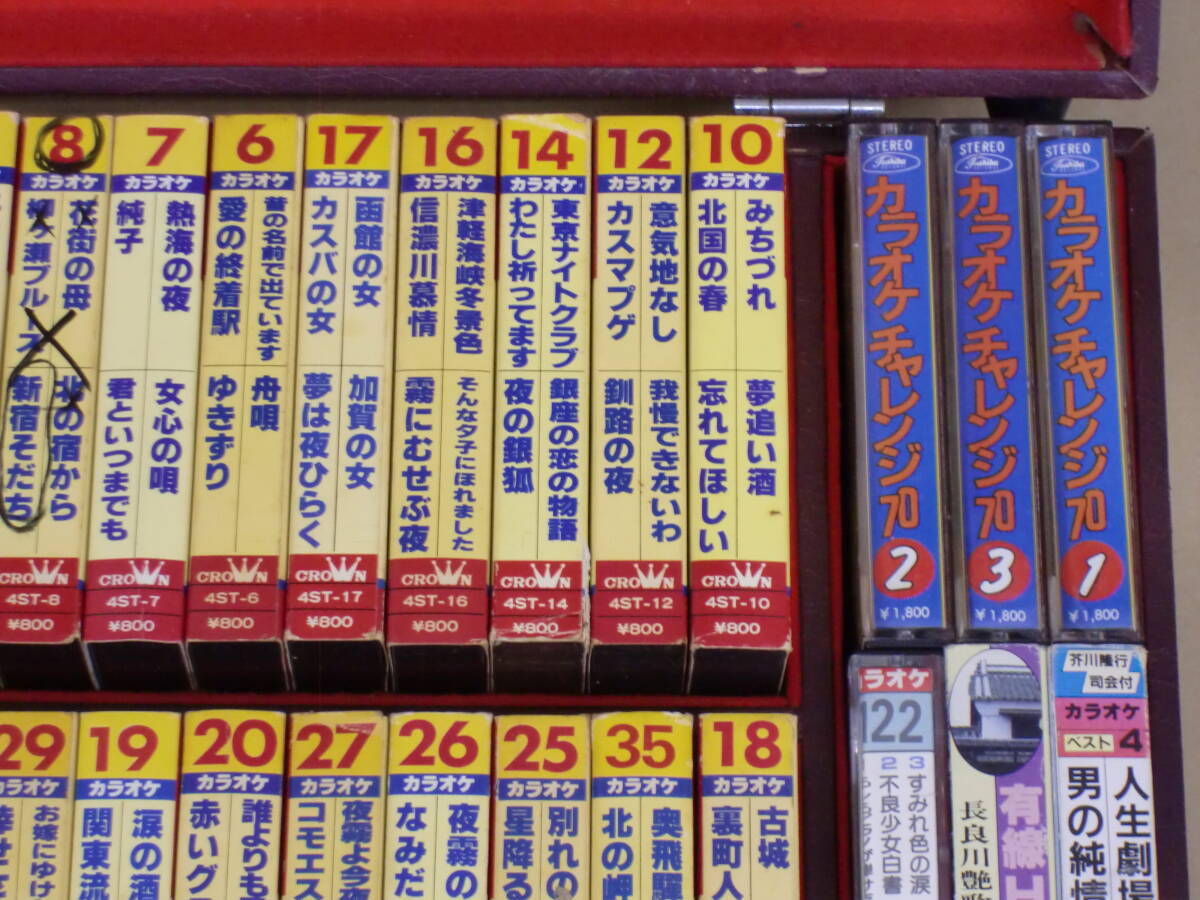 8
カラオケ
花街の母
柳ヶ瀬ブルース
北の宿から
新宿そだち
CROWN
4ST-8
¥800
7
カラオケ
熱海の夜
純子
女心の唄
君といつまでも
CROWN
4ST-7
¥800
6
カラオケ
昔の名前で出ています
愛の終着駅
舟唄
ゆきずり
CROWN
4ST-6
¥800
17
カラオケ
函館の女
カスバの女
加賀の女
夢は夜ひらく
CROWN
4ST-17
¥800
16
カラオケ
津軽海峡冬景色
信濃川慕情
そんな夕子にほれました
霧にむせぶ夜
CROWN
4ST-16
¥800
14
カラオケ
東京ナイトクラブ
わたし祈ってます
銀座の恋の物語
夜の銀狐
CROWN
4ST-14
¥800
12
カラオケ
意気地なし
カスマプゲ
我慢できないわ
釧路の夜
CROWN
4ST-12
¥800
10
カラオケ
みちづれ
北国の春
夢追い酒
忘れてほしい
CROWN
4ST-10
¥800
STEREO
カラオケチャレンジ70
2
¥1,800
STEREO
カラオケチャレンジ70
3
¥1,800
STEREO
カラオケチャレンジ70
1
¥1,800
29
カラオケ
お嫁にゆけ
19
カラオケ
涙の酒
関東流
20
カラオケ
誰よりも
赤いグ
27
カラオケ
夜霧よ今夜
コモエス
26
カラオケ
夜霧の
なみだ
25
カラオケ
別れの
星降る
35
カラオケ
奥飛騨
北の岬
18
カラオケ
古城
裏町人
ラオケ
122
3 すみれ色の涙
2 不良少女白書
有線
長良川艶歌
芥川隆行
司会付
カラオケ
ベスト4
人生劇場
男の純情